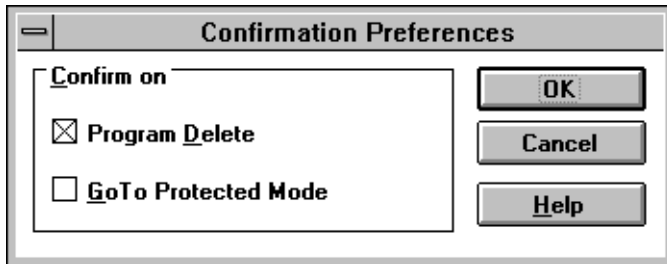 Confirmation Preferences
Confirm on
Program Delete
GoTo Protected Mode
OK
Cancel
Help